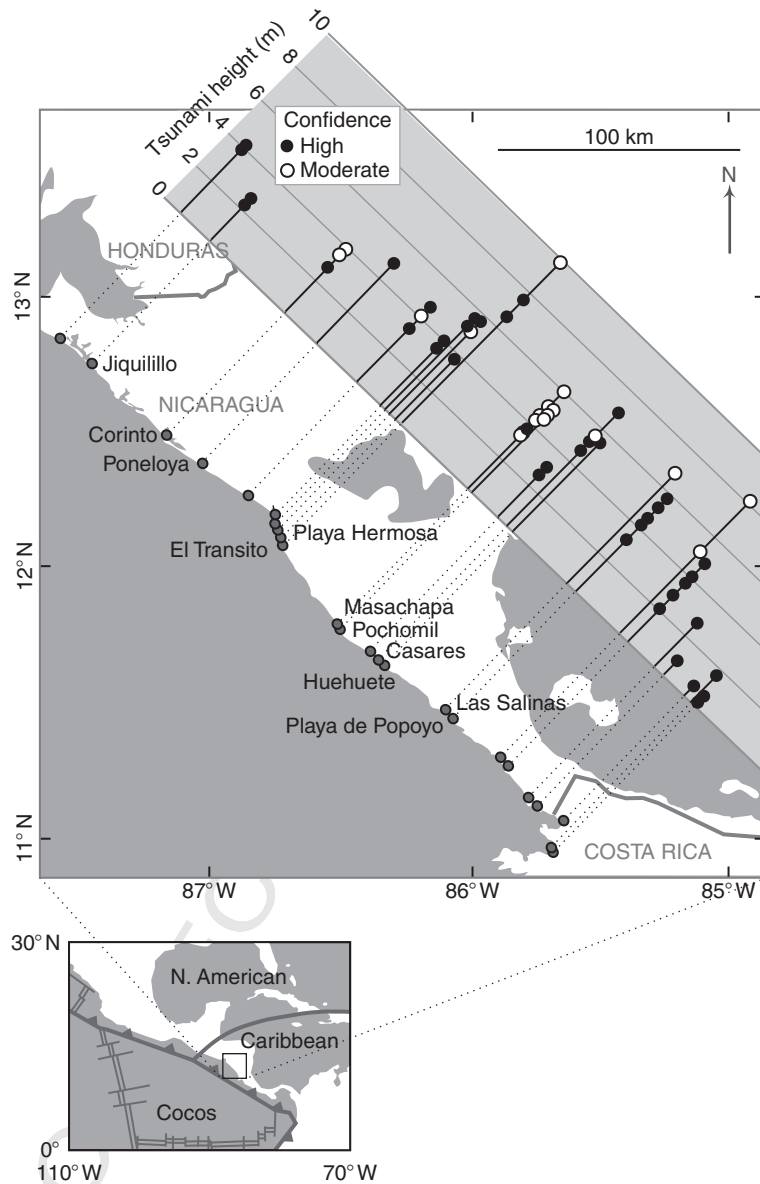 10
8
6
4
2
0
Tsunami height (m)
Confidence
High
Moderate
100 km
N
HONDURAS
13° N
Jiquilillo
NICARAGUA
Corinto
Poneloya
Playa Hermosa
El Transito
12° N
Masachapa
Pochomil
Casares
Huehuete
Las Salinas
Playa de Popoyo
11° N
COSTA RICA
87° W
86° W
85° W
30° N
N. American
Caribbean
Cocos
0°
110° W
70° W